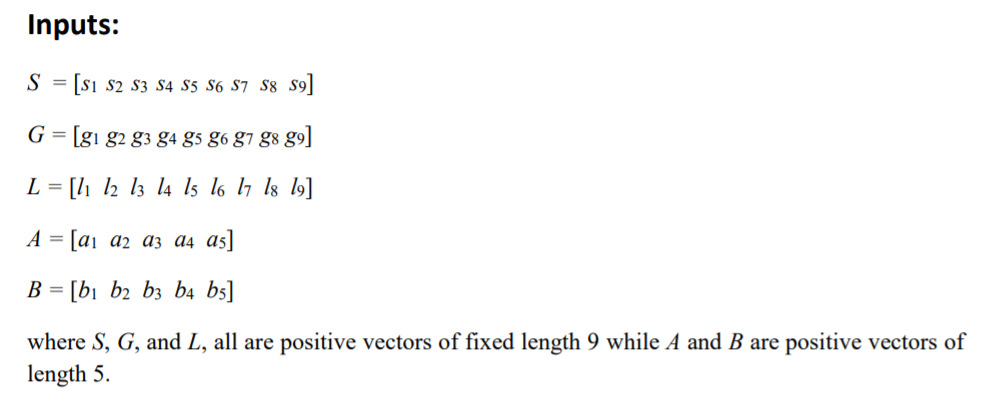 Inputs:
S = [s1 s2 s3 s4 s5 s6 s7 s8 s9]
G = [g1 g2 g3 g4 g5 g6 g7 g8 g9]
L = [l1 l2 l3 l4 l5 l6 l7 l8 l9]
A = [a1 a2 a3 a4 a5]
B = [b1 b2 b3 b4 b5]
where S, G, and L, all are positive vectors of fixed length 9 while A and B are positive vectors of
length 5.